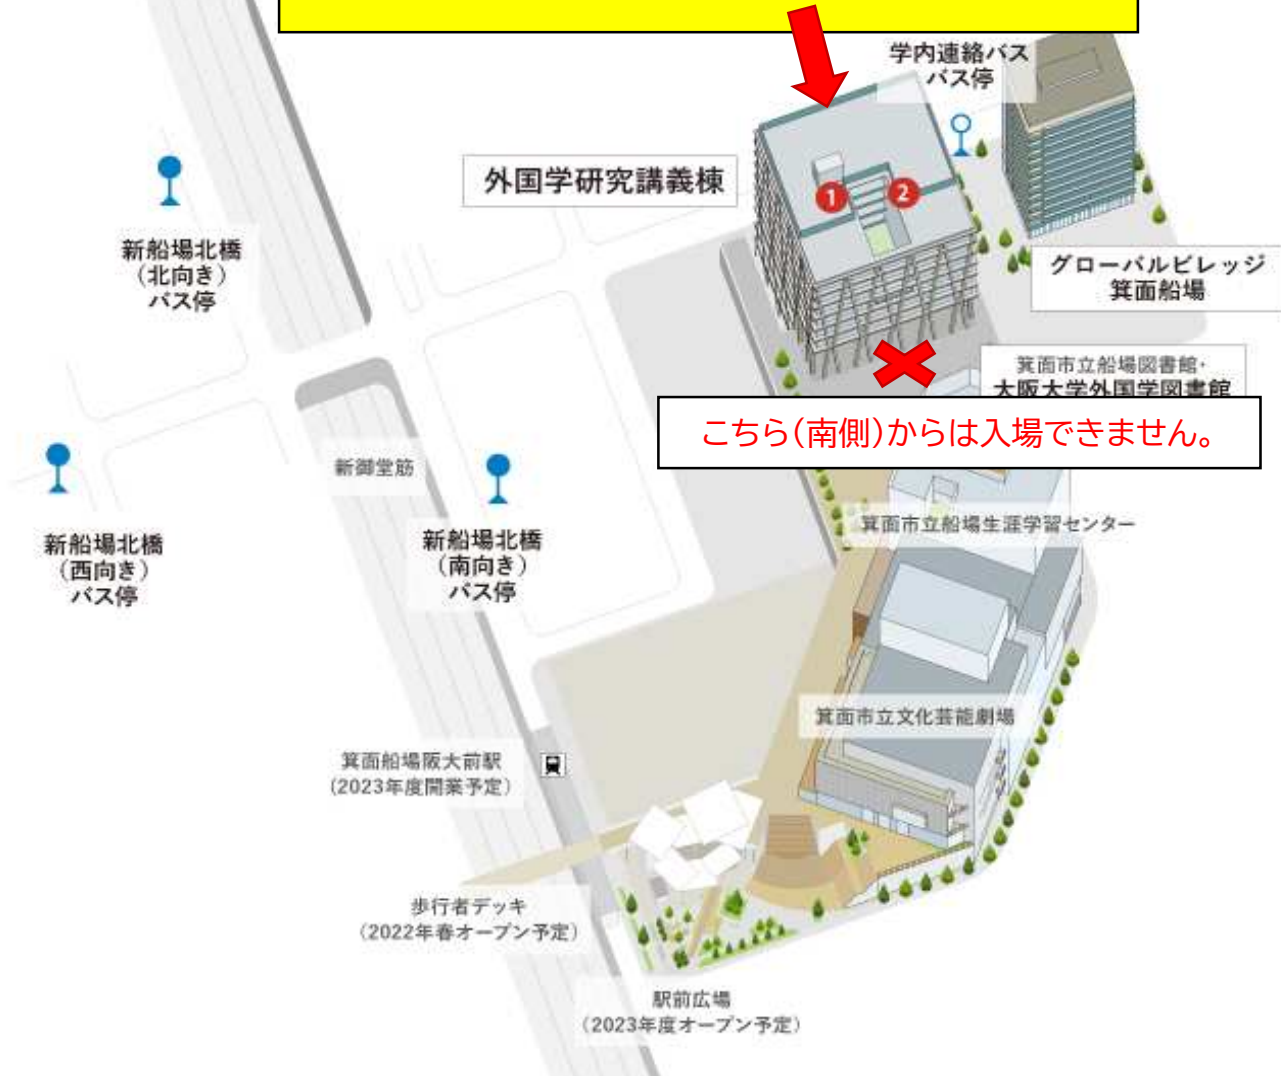 学内連絡バス
バス停
外国学研究講義棟
1
2
新船場北橋
（北向き）
バス停
グローバルビレッジ
箕面船場
箕面市立船場図書館・
大阪大学外国学図書館
こちら（南側）からは入場できません。
新御堂筋
新船場北橋
（西向き）
バス停
新船場北橋
（南向き）
バス停
箕面市立船場生涯学習センター
箕面市立文化芸能劇場
箕面船場阪大前駅
（2023年度開業予定）
歩行者デッキ
（2022年春オープン予定）
駅前広場
（2023年度オープン予定）